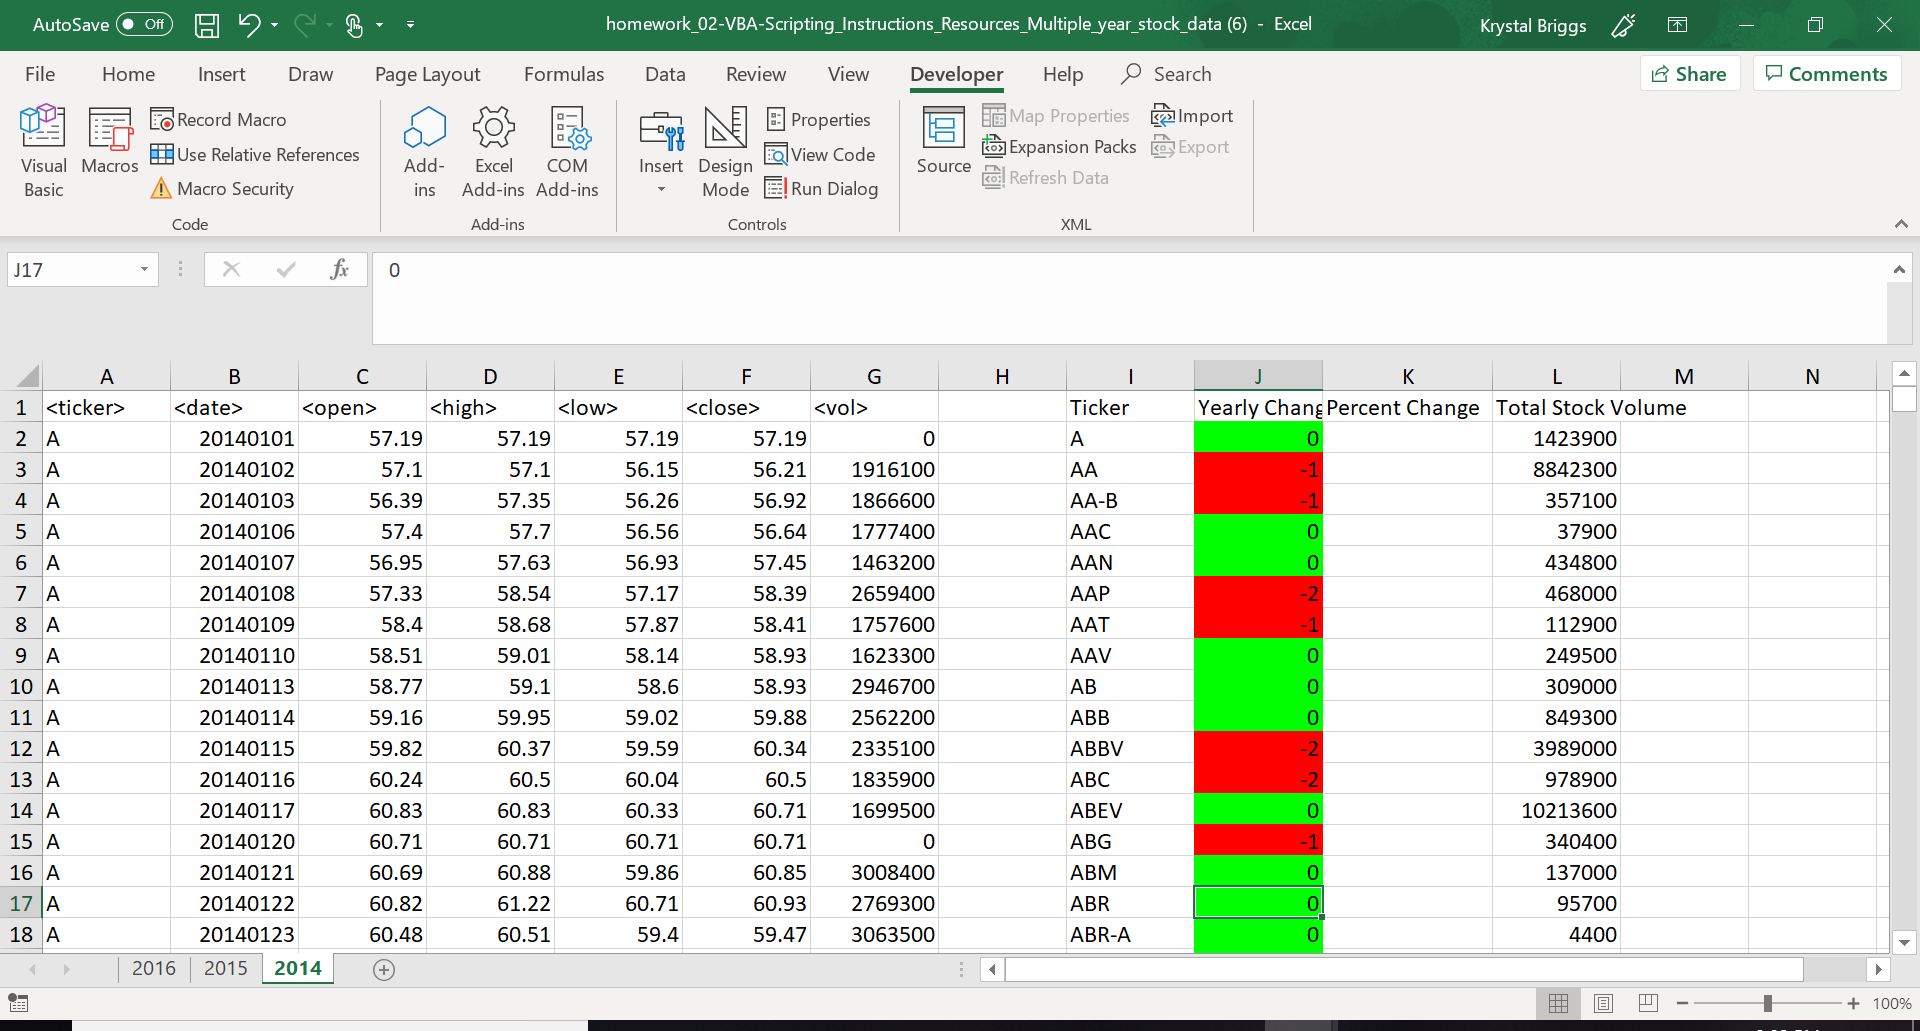 AutoSave Off homework_02-VBA-Scripting_Instructions_Resources_Multiple_year_stock_data (6) - Excel Krystal Briggs
File Home Insert Draw Page Layout Formulas Data Review View Developer Help Search Share Comments
Visual Basic
Macros
Record Macro
Use Relative References
Macro Security
Code
Add-ins
Excel Add-ins
COM Add-ins
Add-ins
Insert
Design Mode
Properties
View Code
Run Dialog
Controls
Source
Map Properties
Expansion Packs
Refresh Data
Import
Export
XML
J17 fx 0
A B C D E F G H I J K L M N
1 <ticker> <date> <open> <high> <low> <close> <vol> Ticker Yearly Chang Percent Change Total Stock Volume
2 A 20140101 57.19 57.19 57.19 57.19 0 A 0 1423900
3 A 20140102 57.1 57.1 56.15 56.21 1916100 AA -1 8842300
4 A 20140103 56.39 57.35 56.26 56.92 1866600 AA-B -1 357100
5 A 20140106 57.4 57.7 56.56 56.64 1777400 AAC 0 37900
6 A 20140107 56.95 57.63 56.93 57.45 1463200 AAN 0 434800
7 A 20140108 57.33 58.54 57.17 58.39 2659400 AAP -2 468000
8 A 20140109 58.4 58.68 57.87 58.41 1757600 AAT -1 112900
9 A 20140110 58.51 59.01 58.14 58.93 1623300 AAV 0 249500
10 A 20140113 58.77 59.1 58.6 58.93 2946700 AB 0 309000
11 A 20140114 59.16 59.95 59.02 59.88 2562200 ABB 0 849300
12 A 20140115 59.82 60.37 59.59 60.34 2335100 ABBV -2 3989000
13 A 20140116 60.24 60.5 60.04 60.5 1835900 ABC -2 978900
14 A 20140117 60.83 60.83 60.33 60.71 1699500 ABEV 0 10213600
15 A 20140120 60.71 60.71 60.71 60.71 0 ABG -1 340400
16 A 20140121 60.69 60.88 59.86 60.85 3008400 ABM 0 137000
17 A 20140122 60.82 61.22 60.71 60.93 2769300 ABR 0 95700
18 A 20140123 60.48 60.51 59.4 59.47 3063500 ABR-A 0 4400
2016 2015 2014
100%